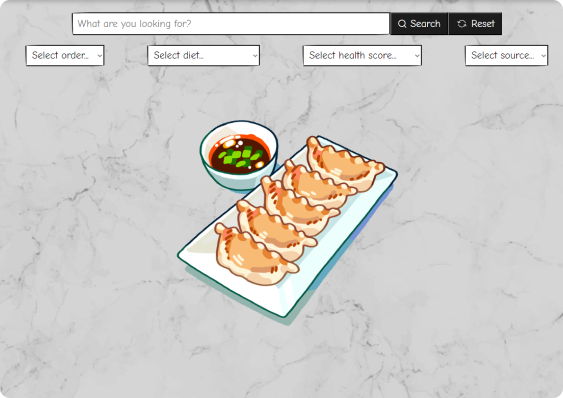 What are you looking for?
Search
Reset
Select order...
Select diet...
Select health score...
Select source...